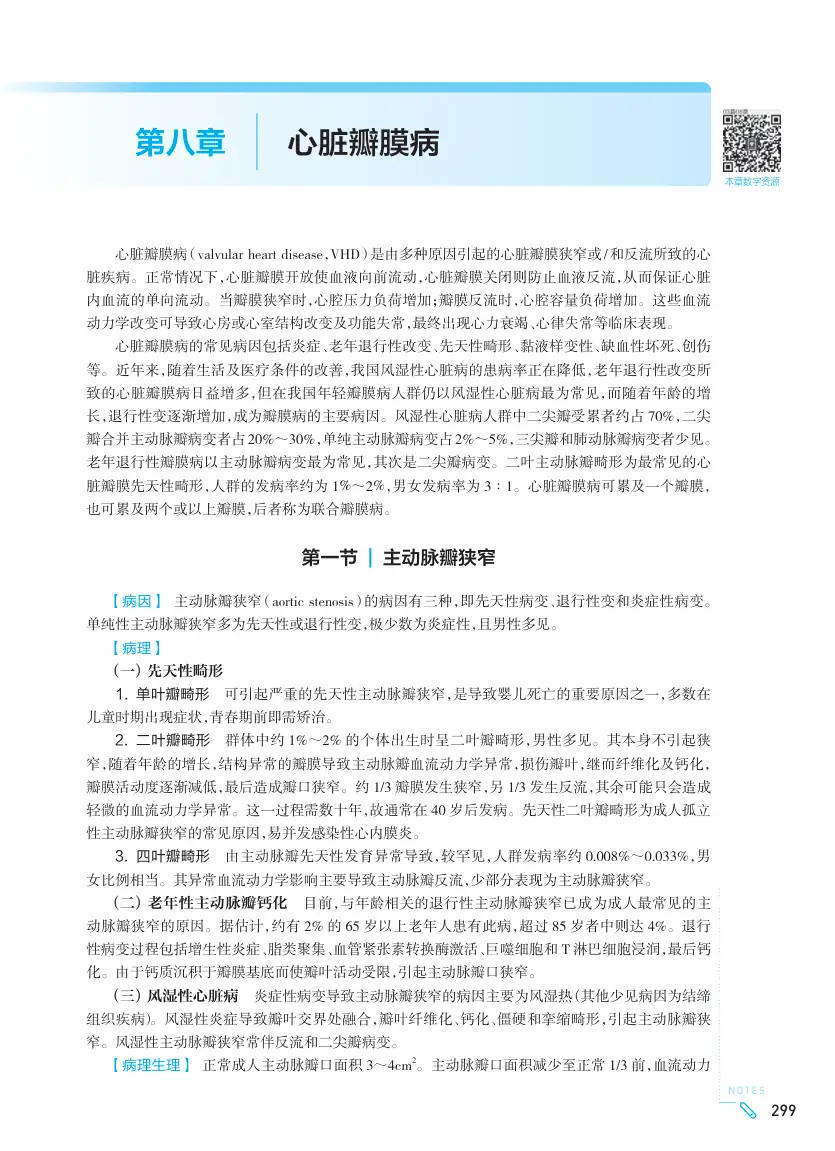 第八章 心脏瓣膜病
本章数字资源
心脏瓣膜病（valvular heart disease,VHD）是由多种原因引起的心脏瓣膜狭窄或/和反流所致的心
脏疾病。正常情况下,心脏瓣膜开放使血液向前流动,心脏瓣膜关闭则防止血液反流,从而保证心脏
内血流的单向流动。当瓣膜狭窄时,心腔压力负荷增加;瓣膜反流时,心腔容量负荷增加。这些血流
动力学改变可导致心房或心室结构改变及功能失常,最终出现心力衰竭、心律失常等临床表现。
心脏瓣膜病的常见病因包括炎症、老年退行性改变、先天性畸形、黏液样变性、缺血性坏死、创伤
等。近年来,随着生活及医疗条件的改善,我国风湿性心脏病的患病率正在降低,老年退行性改变所
致的心脏瓣膜病日益增多,但在我国年轻瓣膜病人群仍以风湿性心脏病最为常见,而随着年龄的增
长,退行性变逐渐增加,成为瓣膜病的主要病因。风湿性心脏病人群中二尖瓣受累者约占70%,二尖
瓣合并主动脉瓣病变者占20%～30%,单纯主动脉瓣病变占2%～5%,三尖瓣和肺动脉瓣病变者少见。
老年退行性瓣膜病以主动脉瓣病变最为常见,其次是二尖瓣病变。二叶主动脉瓣畸形为最常见的心
脏瓣膜先天性畸形,人群的发病率约为1%～2%,男女发病率为3∶1。心脏瓣膜病可累及一个瓣膜,
也可累及两个或以上瓣膜,后者称为联合瓣膜病。
第一节 | 主动脉瓣狭窄
【病因】 主动脉瓣狭窄（aortic stenosis）的病因有三种,即先天性病变、退行性变和炎症性病变。
单纯性主动脉瓣狭窄多为先天性或退行性变,极少数为炎症性,且男性多见。
【病理】
（一）先天性畸形
1. 单叶瓣畸形 可引起严重的先天性主动脉瓣狭窄,是导致婴儿死亡的重要原因之一,多数在
儿童时期出现症状,青春期前即需矫治。
2. 二叶瓣畸形 群体中约1%～2%的个体出生时呈二叶瓣畸形,男性多见。其本身不引起狭
窄,随着年龄的增长,结构异常的瓣膜导致主动脉瓣血流动力学异常,损伤瓣叶,继而纤维化及钙化,
瓣膜活动度逐渐减低,最后造成瓣口狭窄。约1/3瓣膜发生狭窄,另1/3发生反流,其余可能只会造成
轻微的血流动力学异常。这一过程需数十年,故通常在40岁后发病。先天性二叶瓣畸形为成人孤立
性主动脉瓣狭窄的常见原因,易并发感染性心内膜炎。
3. 四叶瓣畸形 由主动脉瓣先天性发育异常导致,较罕见,人群发病率约0.008%～0.033%,男
女比例相当。其异常血流动力学影响主要导致主动脉瓣反流,少部分表现为主动脉瓣狭窄。
（二）老年性主动脉瓣钙化 目前,与年龄相关的退行性主动脉瓣狭窄已成为成人最常见的主
动脉瓣狭窄的原因。据估计,约有2%的65岁以上老年人患有此病,超过85岁者中则达4%。退行
性病变过程包括增生性炎症、脂类聚集、血管紧张素转换酶激活、巨噬细胞和T淋巴细胞浸润,最后钙
化。由于钙质沉积于瓣膜基底而使瓣叶活动受限,引起主动脉瓣口狭窄。
（三）风湿性心脏病 炎症性病变导致主动脉瓣狭窄的病因主要为风湿热（其他少见病因为结缔
组织疾病）。风湿性炎症导致瓣叶交界处融合,瓣叶纤维化、钙化、僵硬和挛缩畸形,引起主动脉瓣狭
窄。风湿性主动脉瓣狭窄常伴反流和二尖瓣病变。
【病理生理】 正常成人主动脉瓣口面积3～4cm²。主动脉瓣口面积减少至正常1/3前,血流动力
NOTES
299